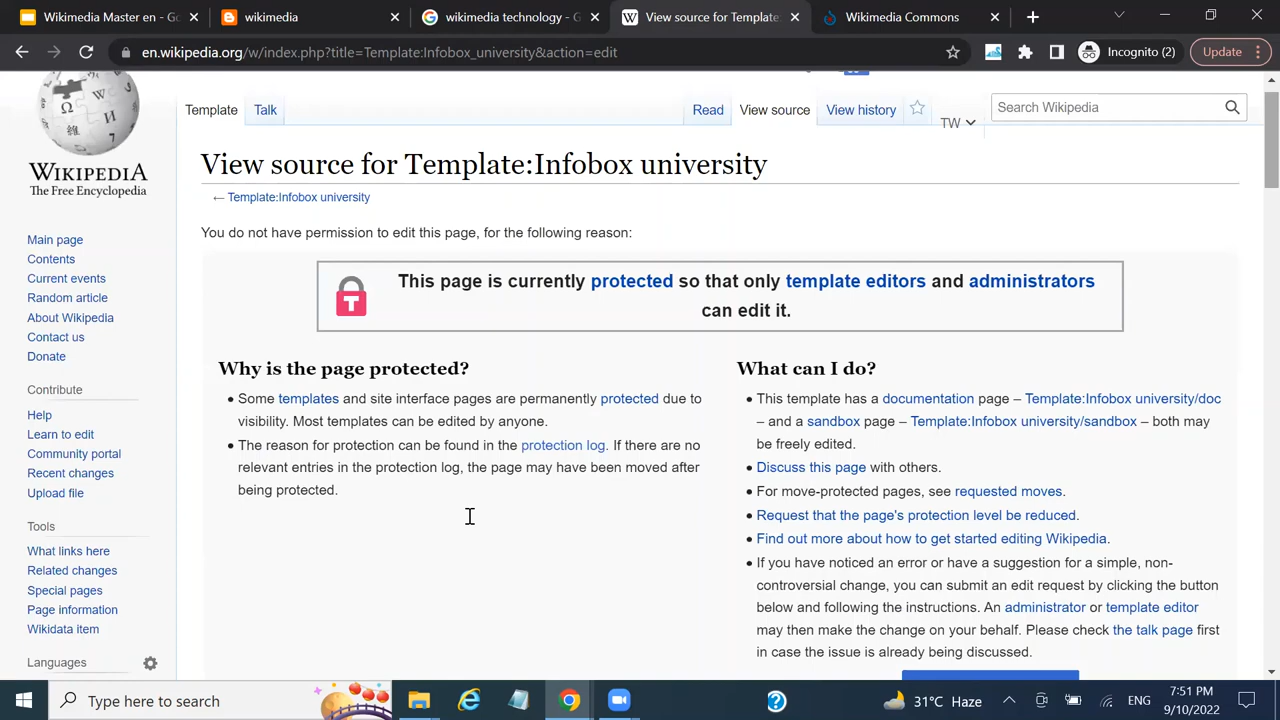 Wikimedia Master en - Go
wikimedia
wikimedia technology - G
View source for Template
Wikimedia Commons
en.wikipedia.org/w/index.php?title=Template:Infobox_university&action=edit
Incognito (2)
Update
Template
Talk
Read
View source
View history
TW
Search Wikipedia
WIKIPEDIA
The Free Encyclopedia
Main page
Contents
Current events
Random article
About Wikipedia
Contact us
Donate
Contribute
Help
Learn to edit
Community portal
Recent changes
Upload file
Tools
What links here
Related changes
Special pages
Page information
Wikidata item
Languages
View source for Template:Infobox university
← Template:Infobox university
You do not have permission to edit this page, for the following reason:
T
This page is currently protected so that only template editors and administrators
can edit it.
Why is the page protected?
• Some templates and site interface pages are permanently protected due to
visibility. Most templates can be edited by anyone.
• The reason for protection can be found in the protection log. If there are no
relevant entries in the protection log, the page may have been moved after
being protected.
What can I do?
• This template has a documentation page – Template:Infobox university/doc
– and a sandbox page – Template:Infobox university/sandbox – both may
be freely edited.
• Discuss this page with others.
• For move-protected pages, see requested moves.
• Request that the page's protection level be reduced.
• Find out more about how to get started editing Wikipedia.
• If you have noticed an error or have a suggestion for a simple, non-
controversial change, you can submit an edit request by clicking the button
below and following the instructions. An administrator or template editor
may then make the change on your behalf. Please check the talk page first
in case the issue is already being discussed.
Type here to search
31°C Haze
ENG
7:51 PM
9/10/2022